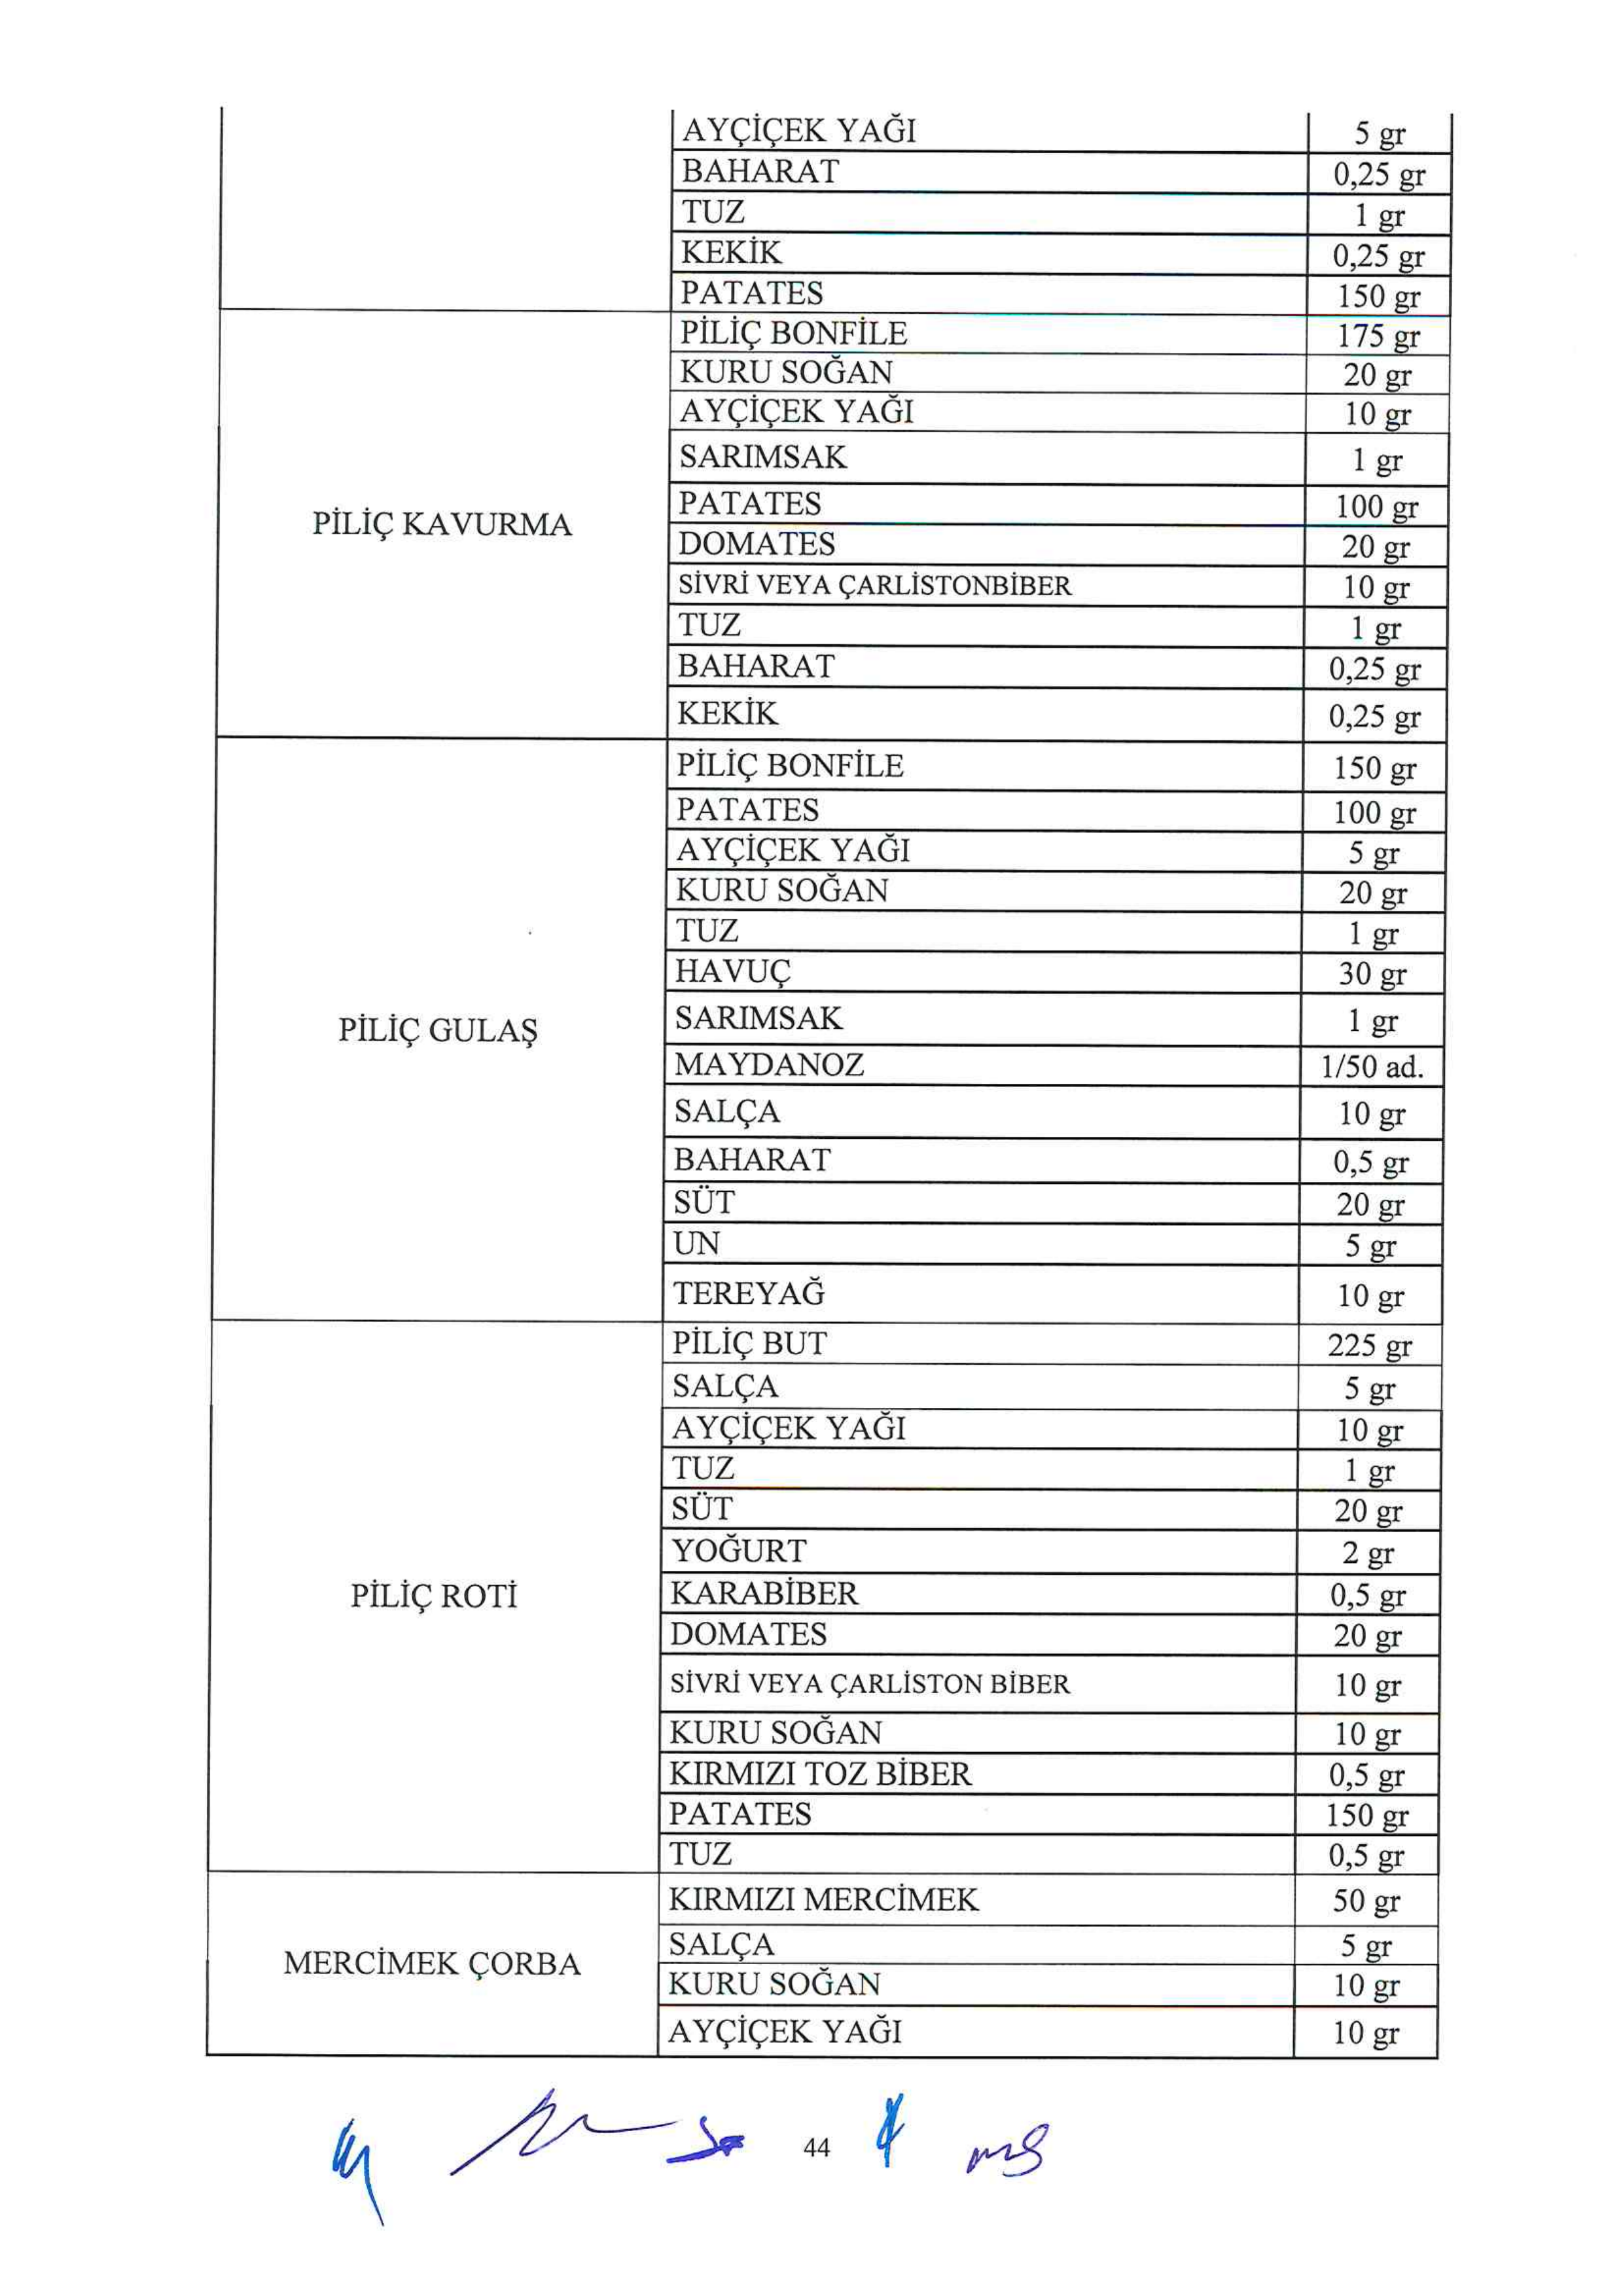 AYÇİÇEK YAĞI 5 gr
BAHARAT 0,25 gr
TUZ 1 gr
KEKİK 0,25 gr
PATATES 150 gr
PİLİÇ KAVURMA
PİLİÇ BONFİLE 175 gr
KURU SOĞAN 20 gr
AYÇİÇEK YAĞI 10 gr
SARIMSAK 1 gr
PATATES 100 gr
DOMATES 20 gr
SİVRİ VEYA ÇARLİSTONBİBER 10 gr
TUZ 1 gr
BAHARAT 0,25 gr
KEKİK 0,25 gr
PİLİÇ GULAŞ
PİLİÇ BONFİLE 150 gr
PATATES 100 gr
AYÇİÇEK YAĞI 5 gr
KURU SOĞAN 20 gr
TUZ 1 gr
HAVUÇ 30 gr
SARIMSAK 1 gr
MAYDANOZ 1/50 ad.
SALÇA 10 gr
BAHARAT 0,5 gr
SÜT 20 gr
UN 5 gr
TEREYAĞ 10 gr
PİLİÇ ROTİ
PİLİÇ BUT 225 gr
SALÇA 5 gr
AYÇİÇEK YAĞI 10 gr
TUZ 1 gr
SÜT 20 gr
YOĞURT 2 gr
KARABİBER 0,5 gr
DOMATES 20 gr
SİVRİ VEYA ÇARLİSTON BİBER 10 gr
KURU SOĞAN 10 gr
KIRMIZI TOZ BİBER 0,5 gr
PATATES 150 gr
TUZ 0,5 gr
MERCİMEK ÇORBA
KIRMIZI MERCİMEK 50 gr
SALÇA 5 gr
KURU SOĞAN 10 gr
AYÇİÇEK YAĞI 10 gr
44